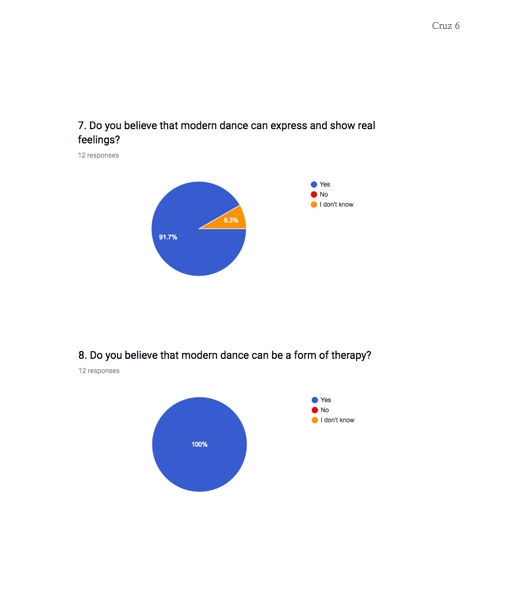 Cruz 6
7. Do you believe that modern dance can express and show real
feelings?
12 responses
Yes
No
I don't know
8.3%
91.7%
8. Do you believe that modern dance can be a form of therapy?
12 responses
Yes
No
I don't know
100%